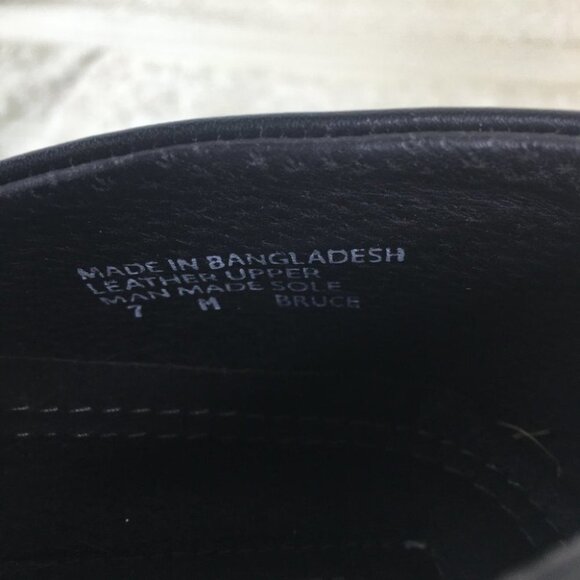 MADE IN BANGLADESH
LEATHER UPPER
MAN MADE SOLE
7 M BRUCE